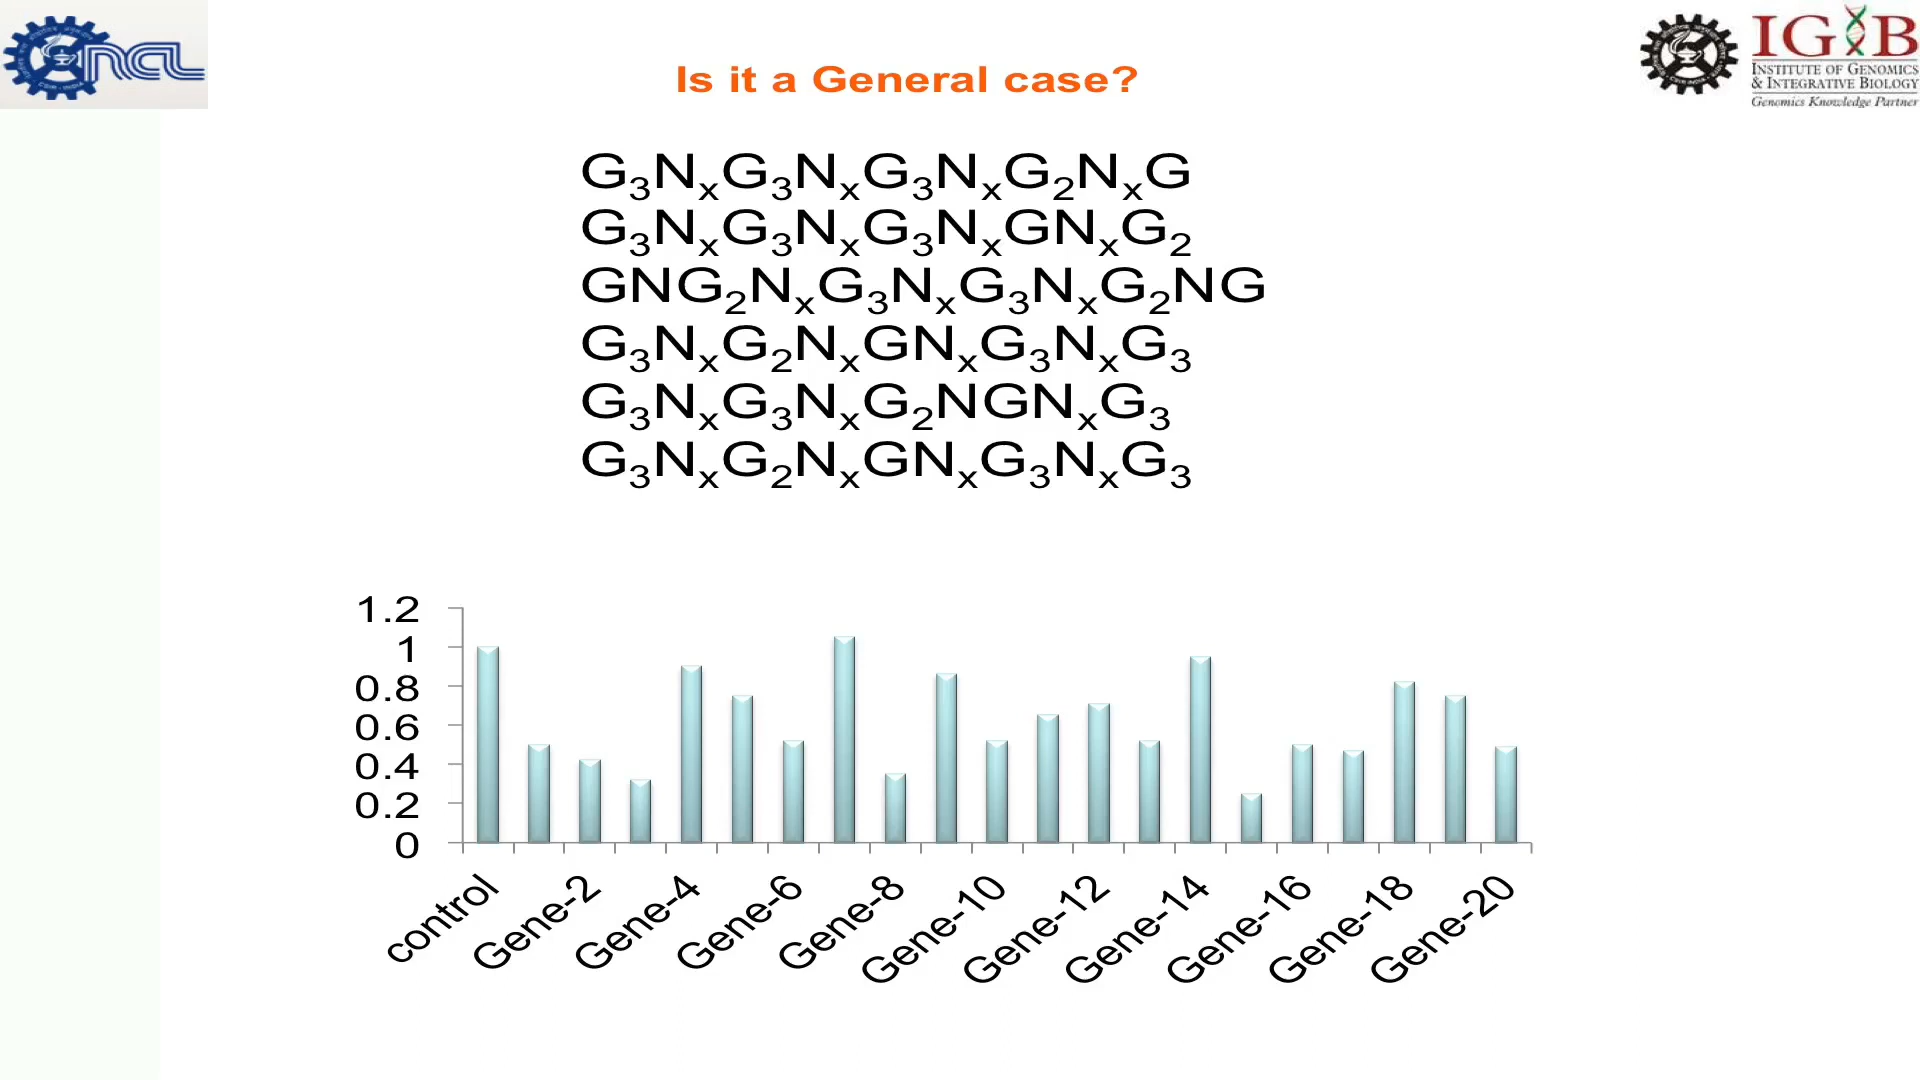 ncl
IGIB
INSTITUTE OF GENOMICS
& INTEGRATIVE BIOLOGY
Genomics Knowledge Partner
Is it a General case?
G₃NₓG₃NₓG₃NₓG₂NₓG
G₃NₓG₃NₓG₃NₓGNₓG₂
GNG₂NₓG₃NₓG₃NₓG₂NG
G₃NₓG₂NₓGNₓG₃NₓG₃
G₃NₓG₃NₓG₂NGNₓG₃
G₃NₓG₂NₓGNₓG₃NₓG₃
1.2
1
0.8
0.6
0.4
0.2
0
control
Gene-2
Gene-4
Gene-6
Gene-8
Gene-10
Gene-12
Gene-14
Gene-16
Gene-18
Gene-20